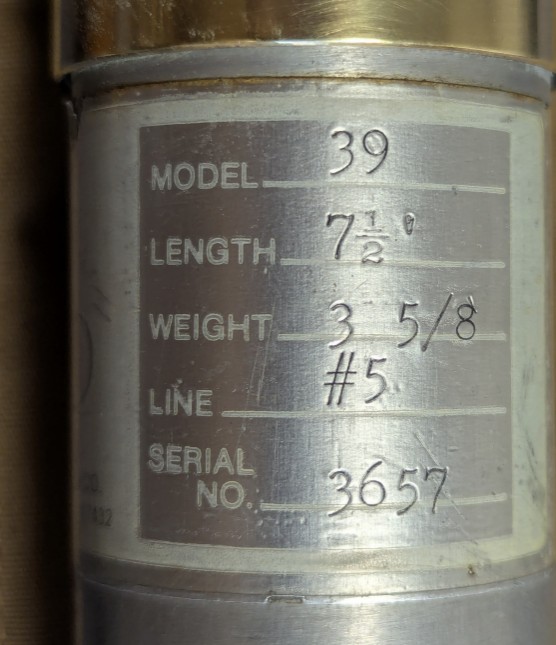 MODEL 39
LENGTH 7½'
WEIGHT 3 5/8
LINE #5
SERIAL
NO. 3657